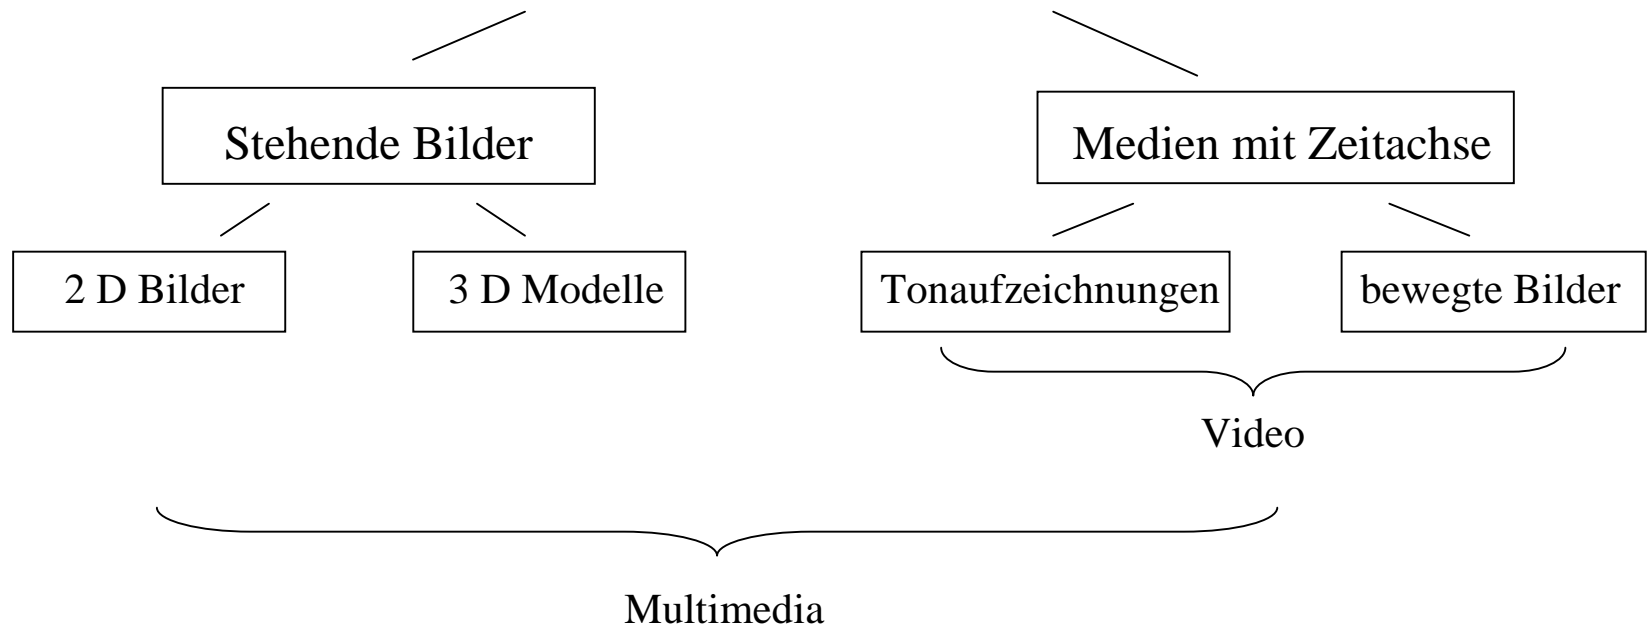 Stehende Bilder
Medien mit Zeitachse
2 D Bilder
3 D Modelle
Tonaufzeichnungen
bewegte Bilder
Video
Multimedia